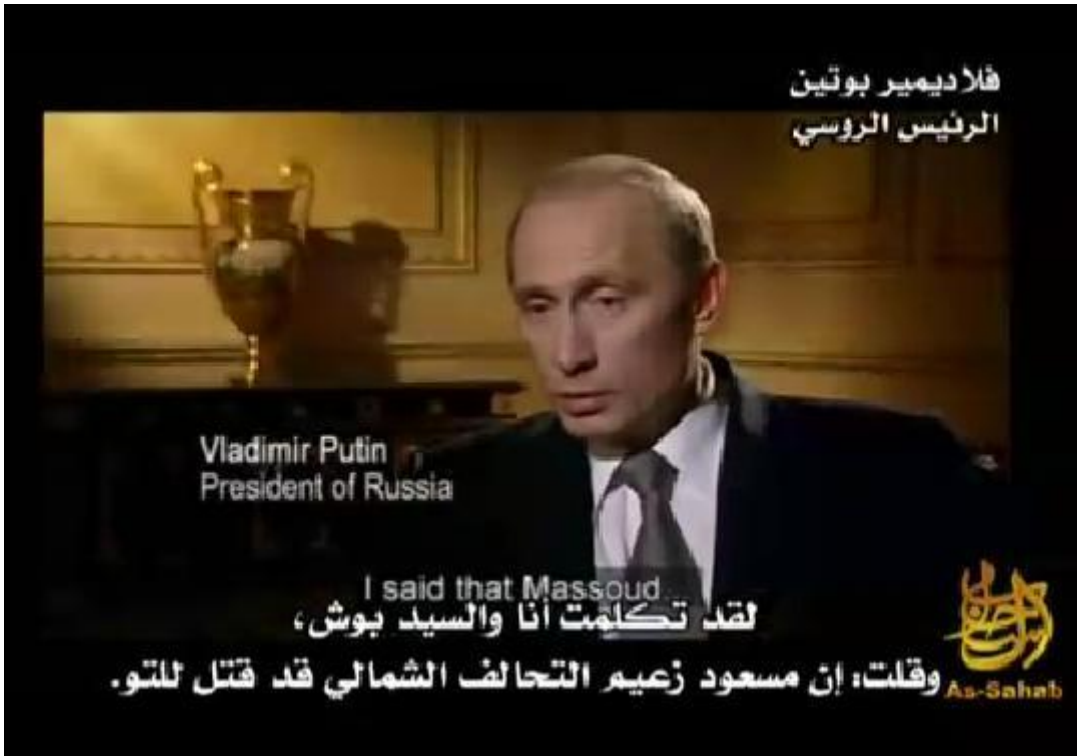 فلاديمير بوتين
الرئيس الروسي
Vladimir Putin
President of Russia
I said that Massoud
لقد تكلمت أنا والسيد بوش،
وقلت: إن مسعود زعيم التحالف الشمالي قد قتل للتو.
As-Sahab